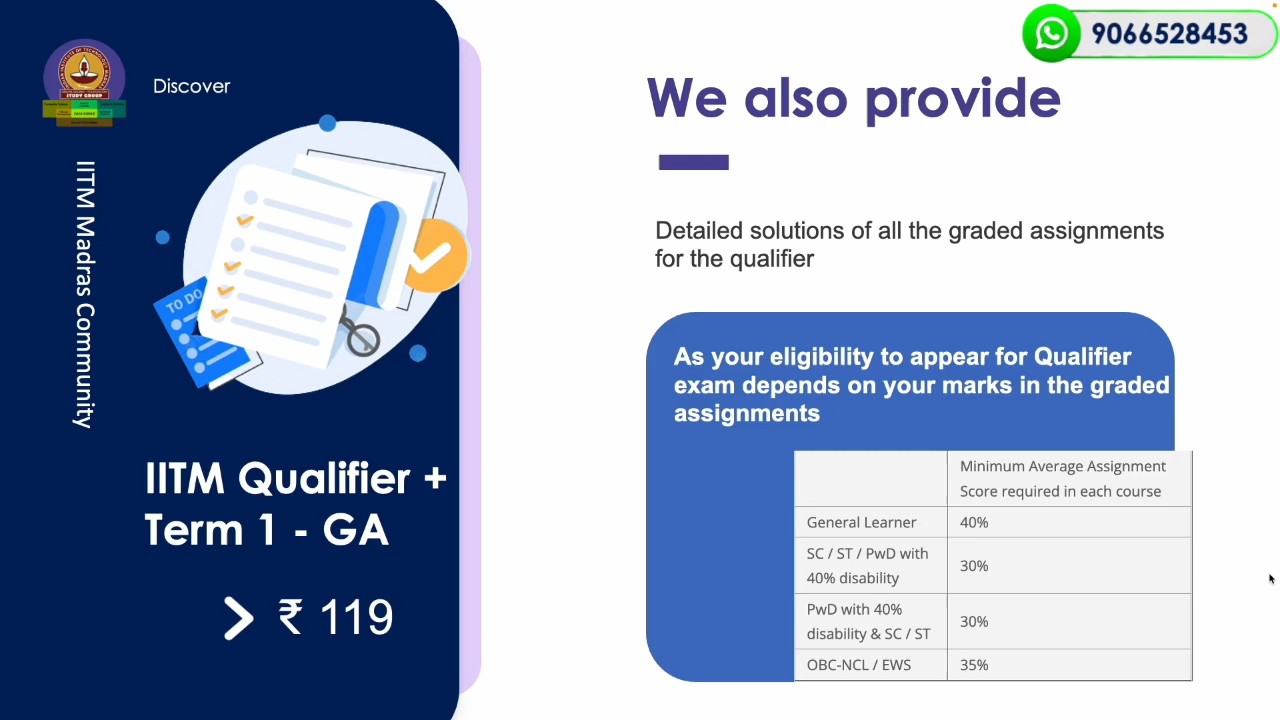 9066528453
Discover
STUDY GROUP
IITM Madras Community
TO DO
IITM Qualifier +
Term 1 - GA
₹ 119
We also provide
Detailed solutions of all the graded assignments
for the qualifier
As your eligibility to appear for Qualifier
exam depends on your marks in the graded
assignments
Minimum Average Assignment
Score required in each course
General Learner 40%
SC / ST / PwD with
40% disability 30%
PwD with 40%
disability & SC / ST 30%
OBC-NCL / EWS 35%